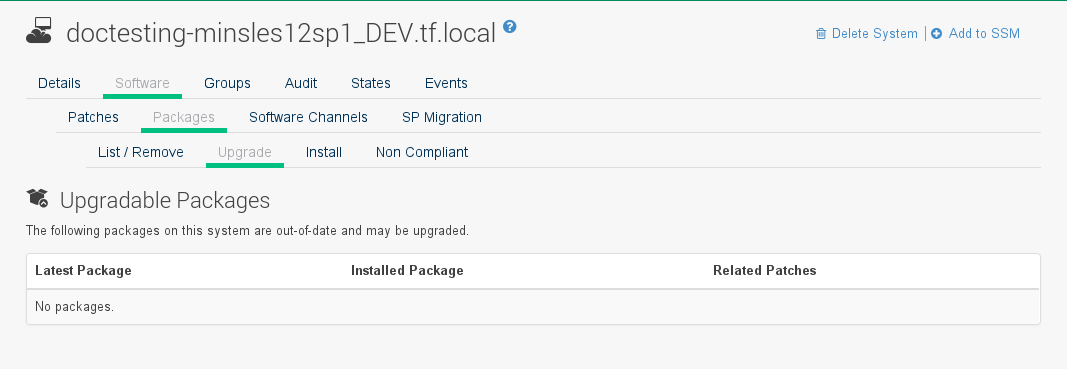 doctesting-minsles12sp1_DEV.tf.local ?
Delete System | Add to SSM
Details Software Groups Audit States Events
Patches Packages Software Channels SP Migration
List / Remove Upgrade Install Non Compliant
Upgradable Packages
The following packages on this system are out-of-date and may be upgraded.
Latest Package Installed Package Related Patches
No packages.